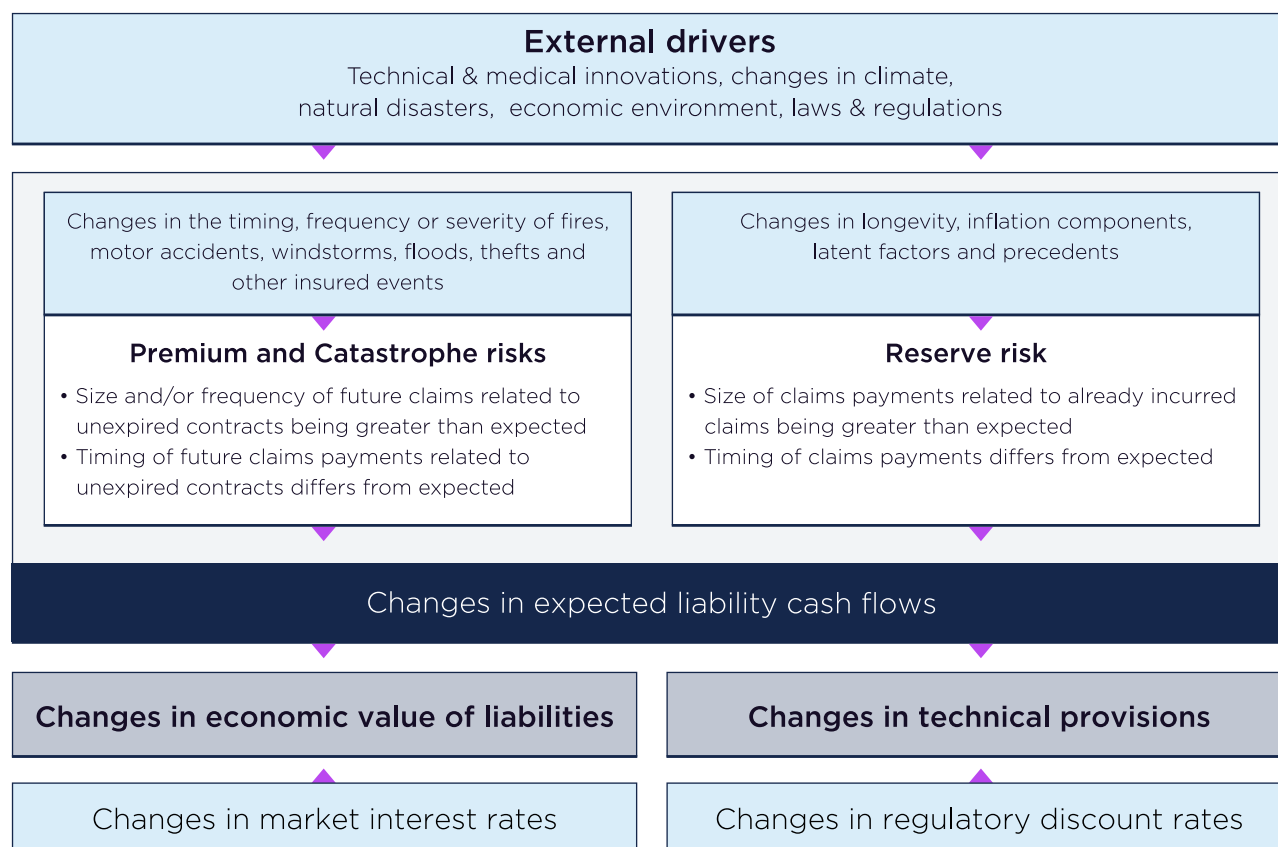 External drivers
Technical & medical innovations, changes in climate,
natural disasters, economic environment, laws & regulations
Changes in the timing, frequency or severity of fires,
motor accidents, windstorms, floods, thefts and
other insured events
Premium and Catastrophe risks
• Size and/or frequency of future claims related to
unexpired contracts being greater than expected
• Timing of future claims payments related to
unexpired contracts differs from expected
Changes in longevity, inflation components,
latent factors and precedents
Reserve risk
• Size of claims payments related to already incurred
claims being greater than expected
• Timing of claims payments differs from expected
Changes in expected liability cash flows
Changes in economic value of liabilities
Changes in technical provisions
Changes in market interest rates
Changes in regulatory discount rates